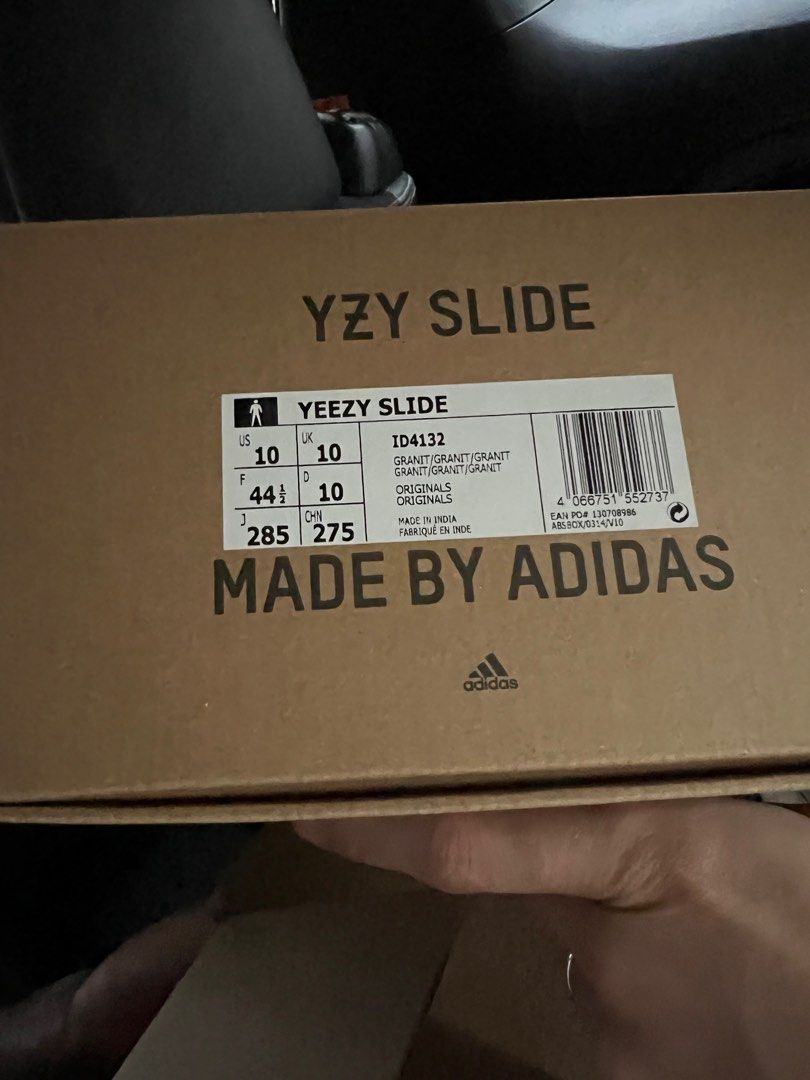 YZY SLIDE
YEEZY SLIDE
US 10 UK 10
F 44½ D 10
J 285 CHN 275
ID4132
GRANIT/GRANIT/GRANIT
GRANIT/GRANIT/GRANIT
ORIGINALS
ORIGINALS
MADE IN INDIA
FABRIQUÉ EN INDE
4 066751 552737
EAN PO# 130708986
ABSBOX/0314/V10
MADE BY ADIDAS
adidas